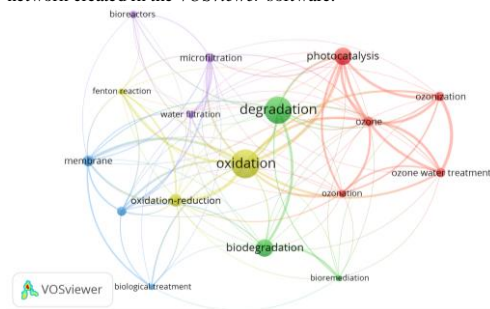 network created in the VOSviewer software.
bioreactors
microfiltration
photocatalysis
fenton reaction
ozonization
degradation
water futration
ozone
membrane
oxidation
ozone water treatment
oxidation-reduction
ozonation
biodegradation
bioremediation
biological treatment
VOSviewer